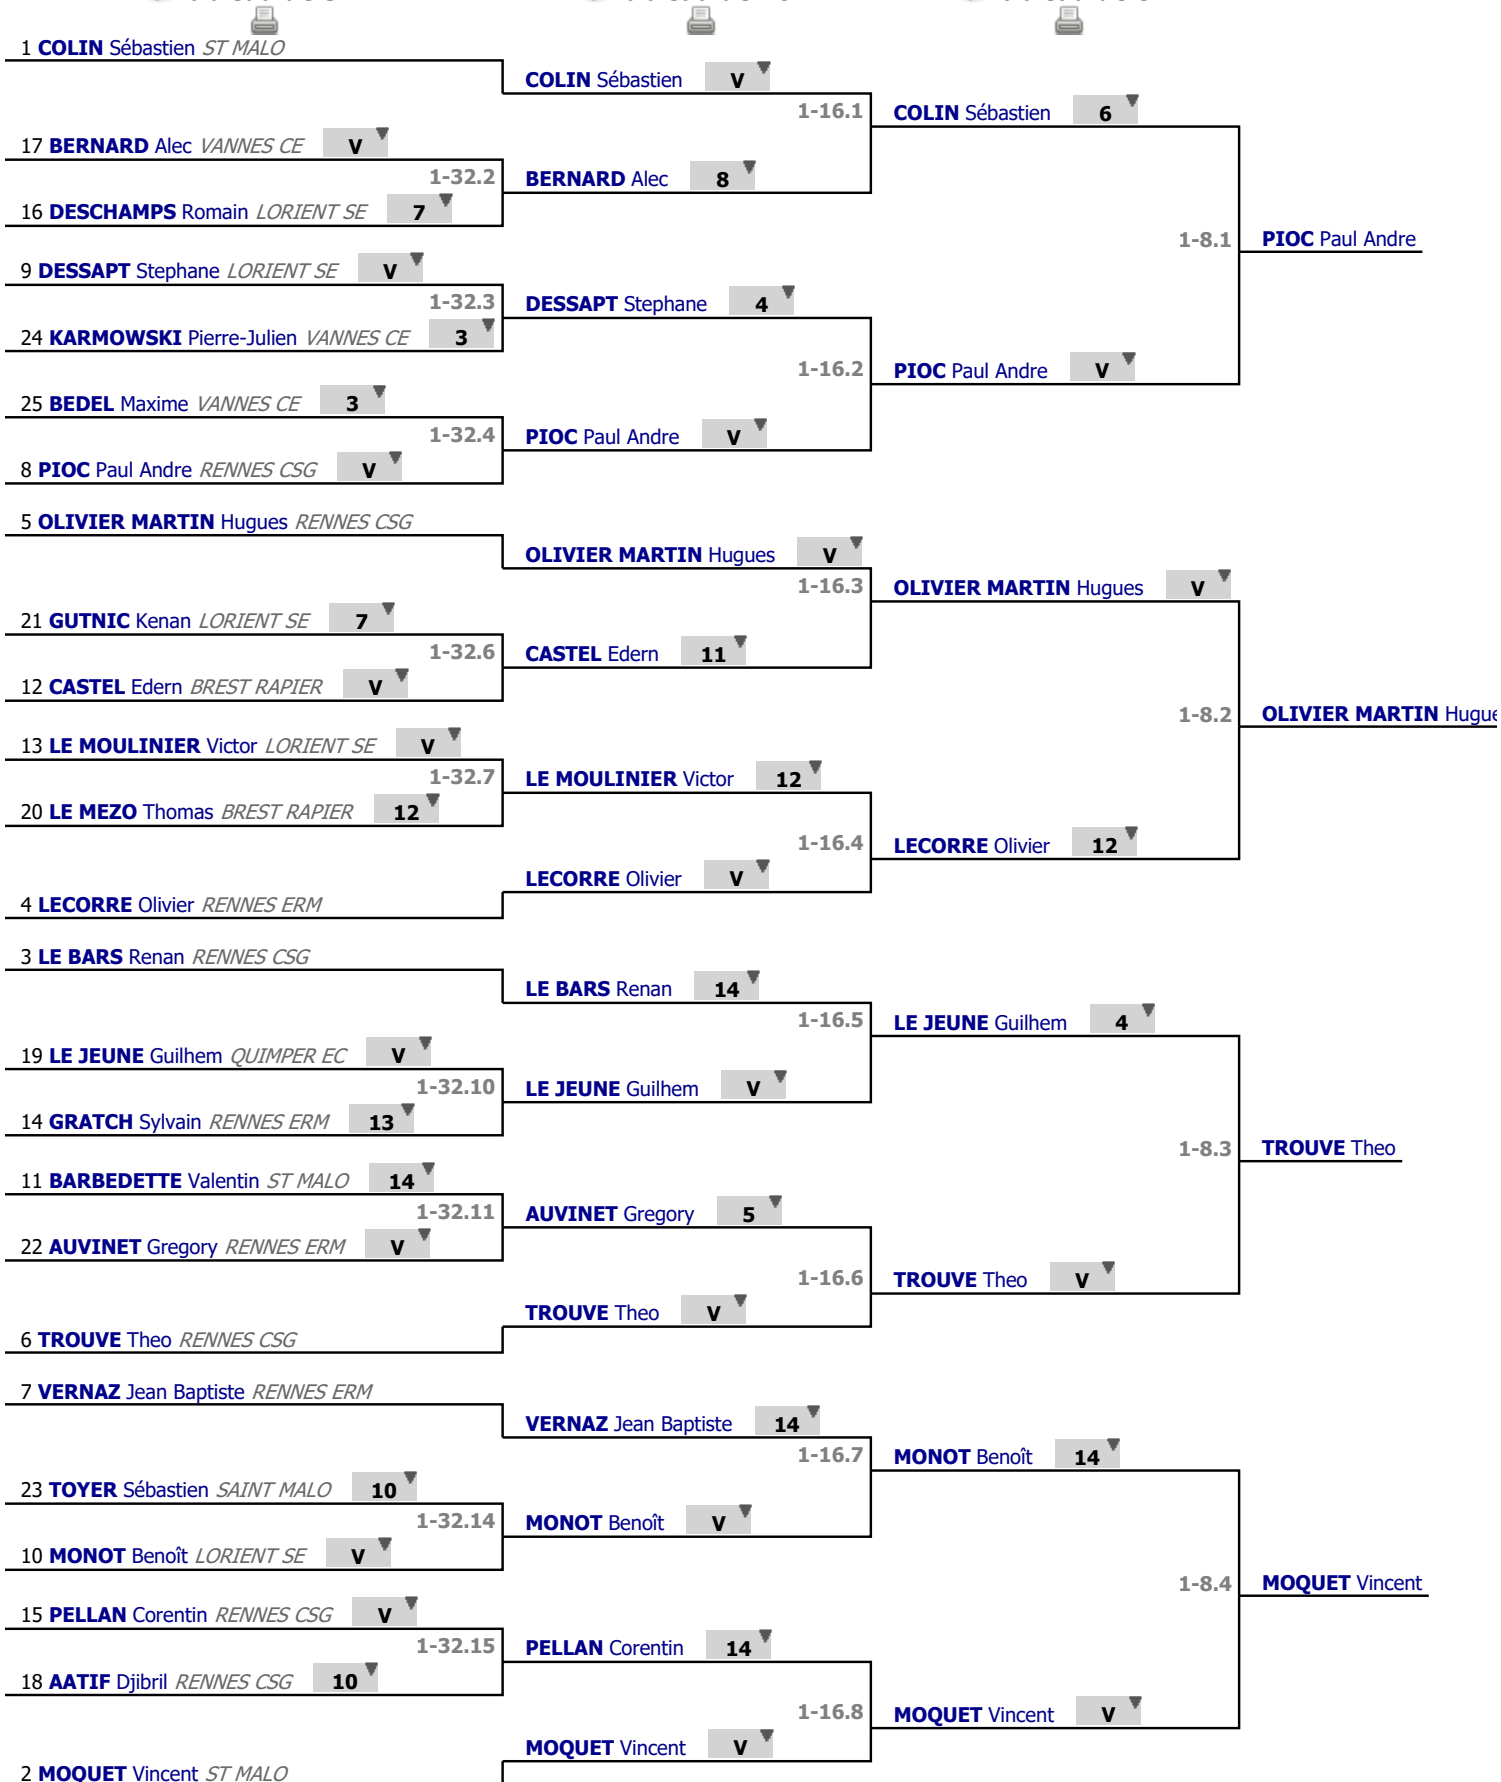 1 COLIN Sébastien ST MALO
17 BERNARD Alec VANNES CE V
1-32.2
16 DESCHAMPS Romain LORIENT SE 7
9 DESSAPT Stephane LORIENT SE V
1-32.3
24 KARMOWSKI Pierre-Julien VANNES CE 3
25 BEDEL Maxime VANNES CE 3
1-32.4
8 PIOC Paul Andre RENNES CSG V
5 OLIVIER MARTIN Hugues RENNES CSG
21 GUTNIC Kenan LORIENT SE 7
1-32.6
12 CASTEL Edern BREST RAPIER V
13 LE MOULINIER Victor LORIENT SE V
1-32.7
20 LE MEZO Thomas BREST RAPIER 12
4 LECORRE Olivier RENNES ERM
3 LE BARS Renan RENNES CSG
19 LE JEUNE Guilhem QUIMPER EC V
1-32.10
14 GRATCH Sylvain RENNES ERM 13
11 BARBEDETTE Valentin ST MALO 14
1-32.11
22 AUVINET Gregory RENNES ERM V
6 TROUVE Theo RENNES CSG
7 VERNAZ Jean Baptiste RENNES ERM
23 TOYER Sébastien SAINT MALO 10
1-32.14
10 MONOT Benoît LORIENT SE V
15 PELLAN Corentin RENNES CSG V
1-32.15
18 AATIF Djibril RENNES CSG 10
2 MOQUET Vincent ST MALO
COLIN Sébastien V
1-16.1
BERNARD Alec 8
DESSAPT Stephane 4
1-16.2
PIOC Paul Andre V
OLIVIER MARTIN Hugues V
1-16.3
CASTEL Edern 11
LE MOULINIER Victor 12
1-16.4
LECORRE Olivier V
LE BARS Renan 14
1-16.5
LE JEUNE Guilhem V
AUVINET Gregory 5
1-16.6
TROUVE Theo V
VERNAZ Jean Baptiste 14
1-16.7
MONOT Benoît V
PELLAN Corentin 14
1-16.8
MOQUET Vincent V
COLIN Sébastien 6
1-8.1
PIOC Paul Andre V
OLIVIER MARTIN Hugues V
1-8.2
LECORRE Olivier 12
LE JEUNE Guilhem 4
1-8.3
TROUVE Theo V
MONOT Benoît 14
1-8.4
MOQUET Vincent V
PIOC Paul Andre
OLIVIER MARTIN Hugue
TROUVE Theo
MOQUET Vincent